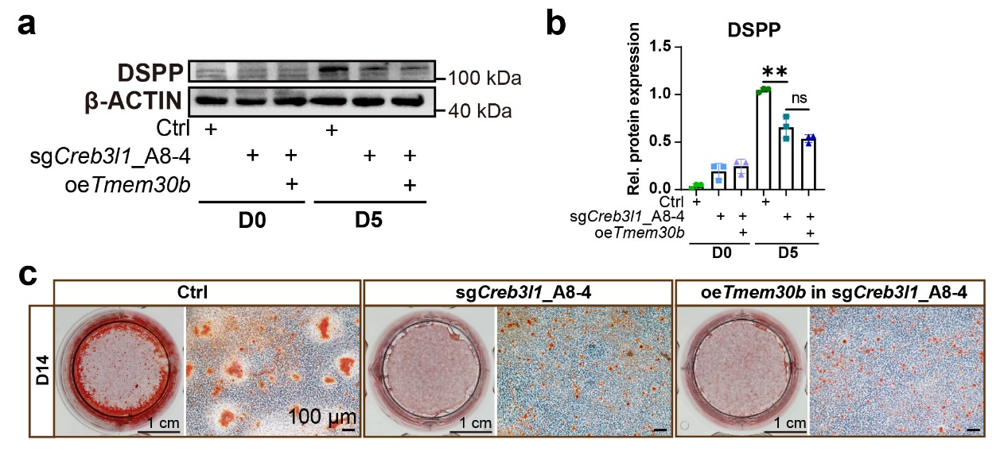 a
DSPP
100 kDa
β-ACTIN
40 kDa
Ctrl + +
sgCreb3l1_A8-4 + + + +
oeTmem30b + +
D0 D5
b
DSPP
Rel. protein expression
1.5
1.0
0.5
0.0
**
ns
Ctrl + +
sgCreb3l1_A8-4 + + + +
oeTmem30b + +
D0 D5
c
Ctrl sgCreb3l1_A8-4 oeTmem30b in sgCreb3l1_A8-4
D14
1 cm 100 μm 1 cm 1 cm